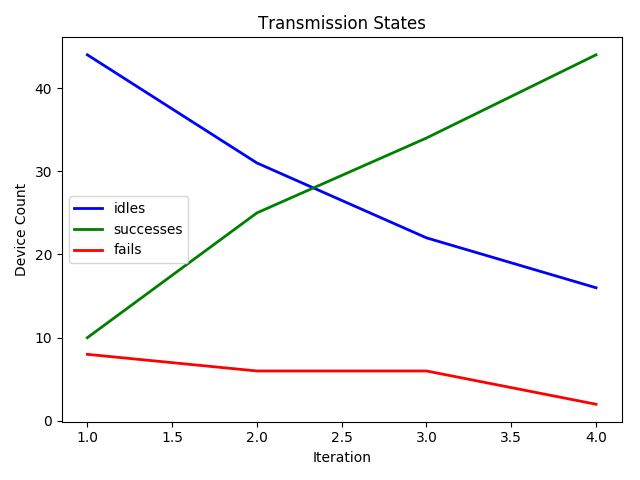 Transmission States
Device Count
40
30
20
10
0
idles
successes
fails
1.0 1.5 2.0 2.5 3.0 3.5 4.0
Iteration